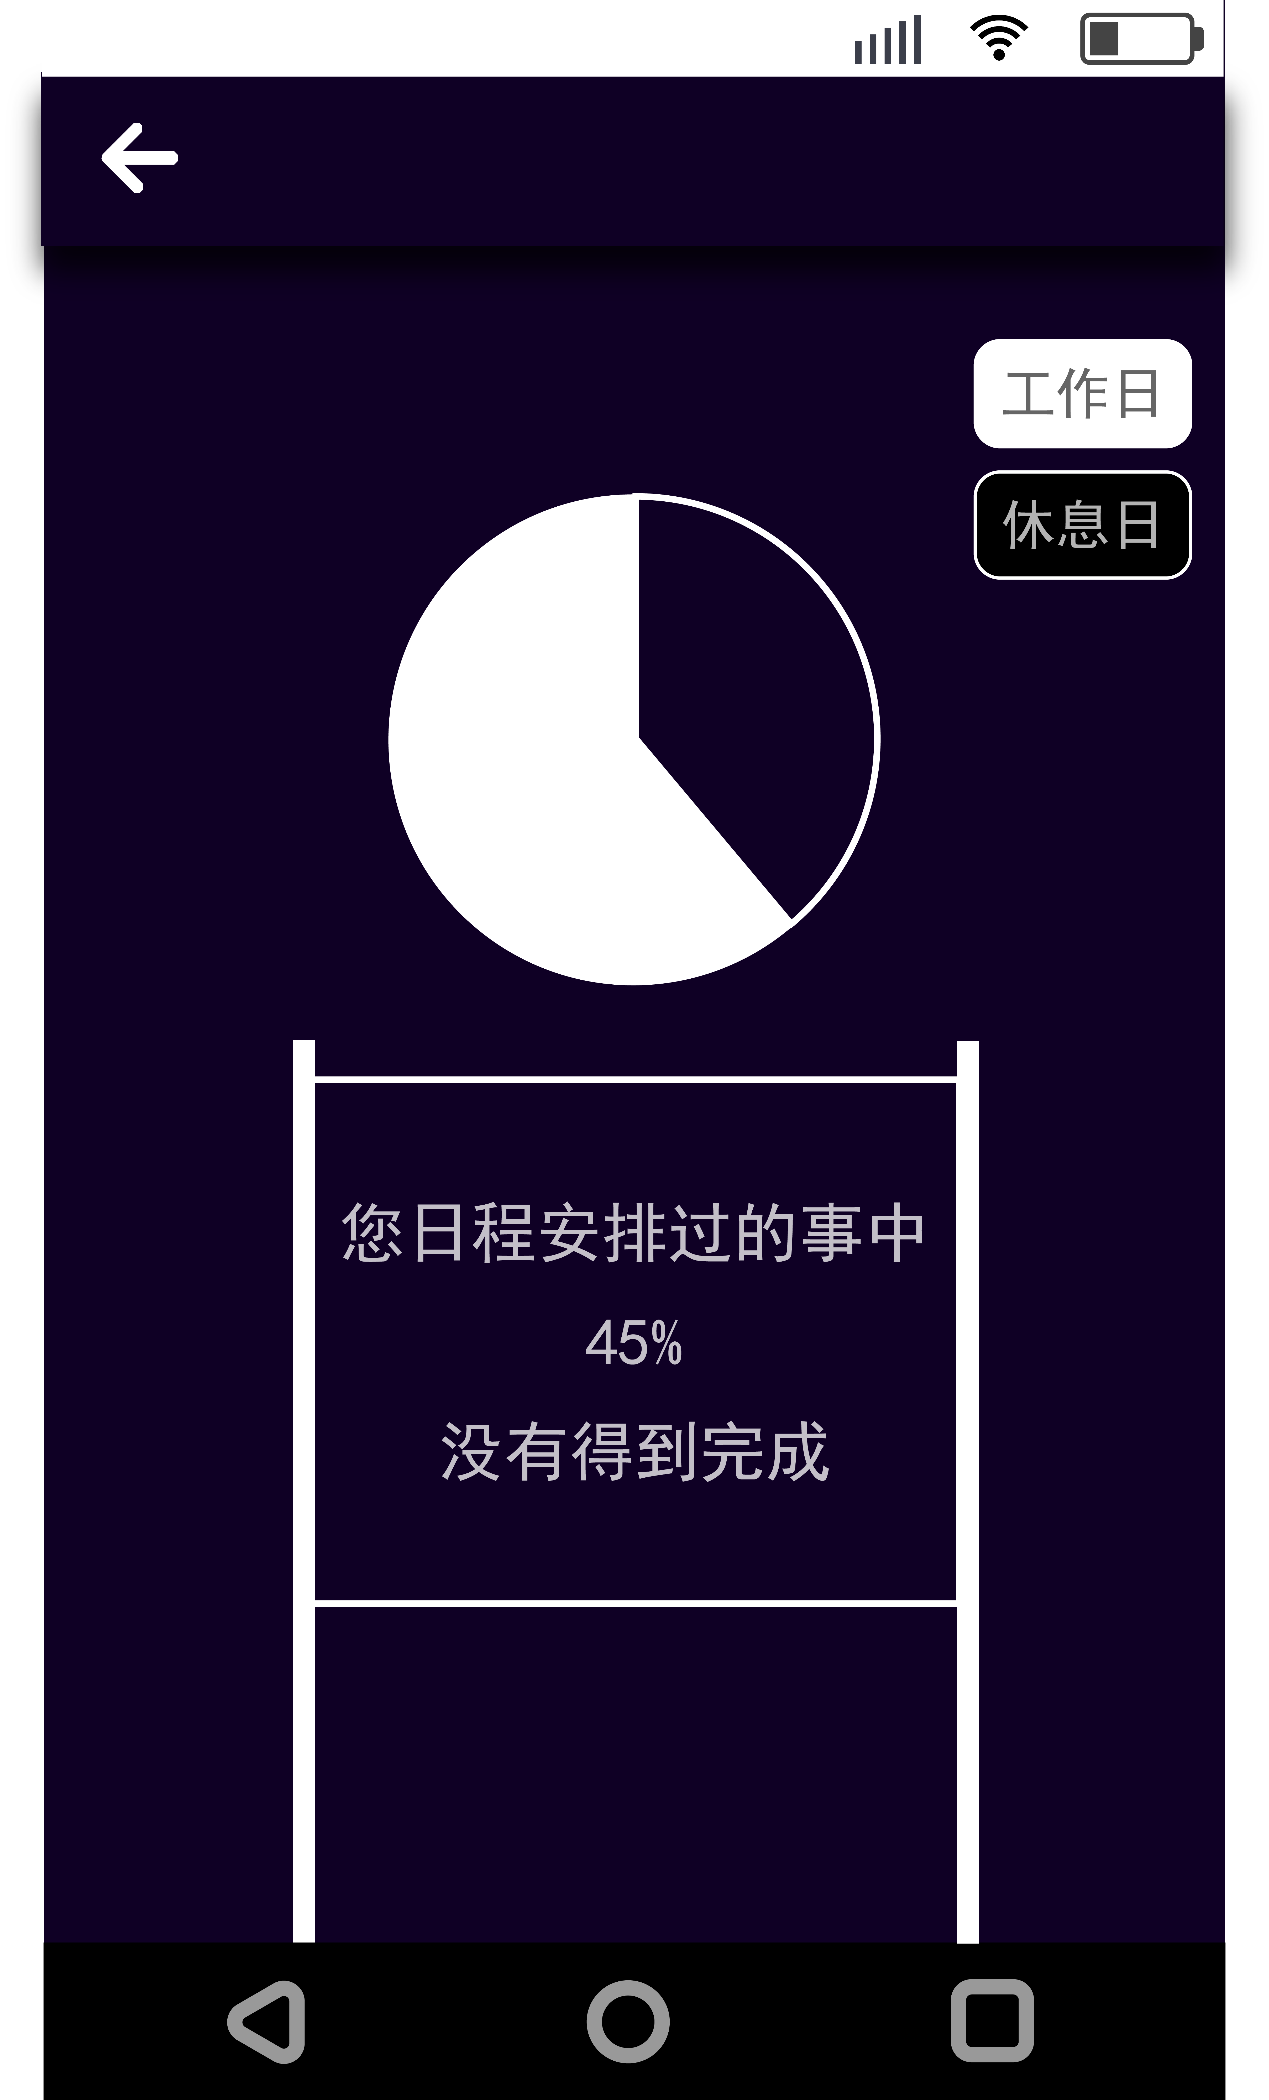 工作日
休息日
您日程安排过的事中
45%
没有得到完成